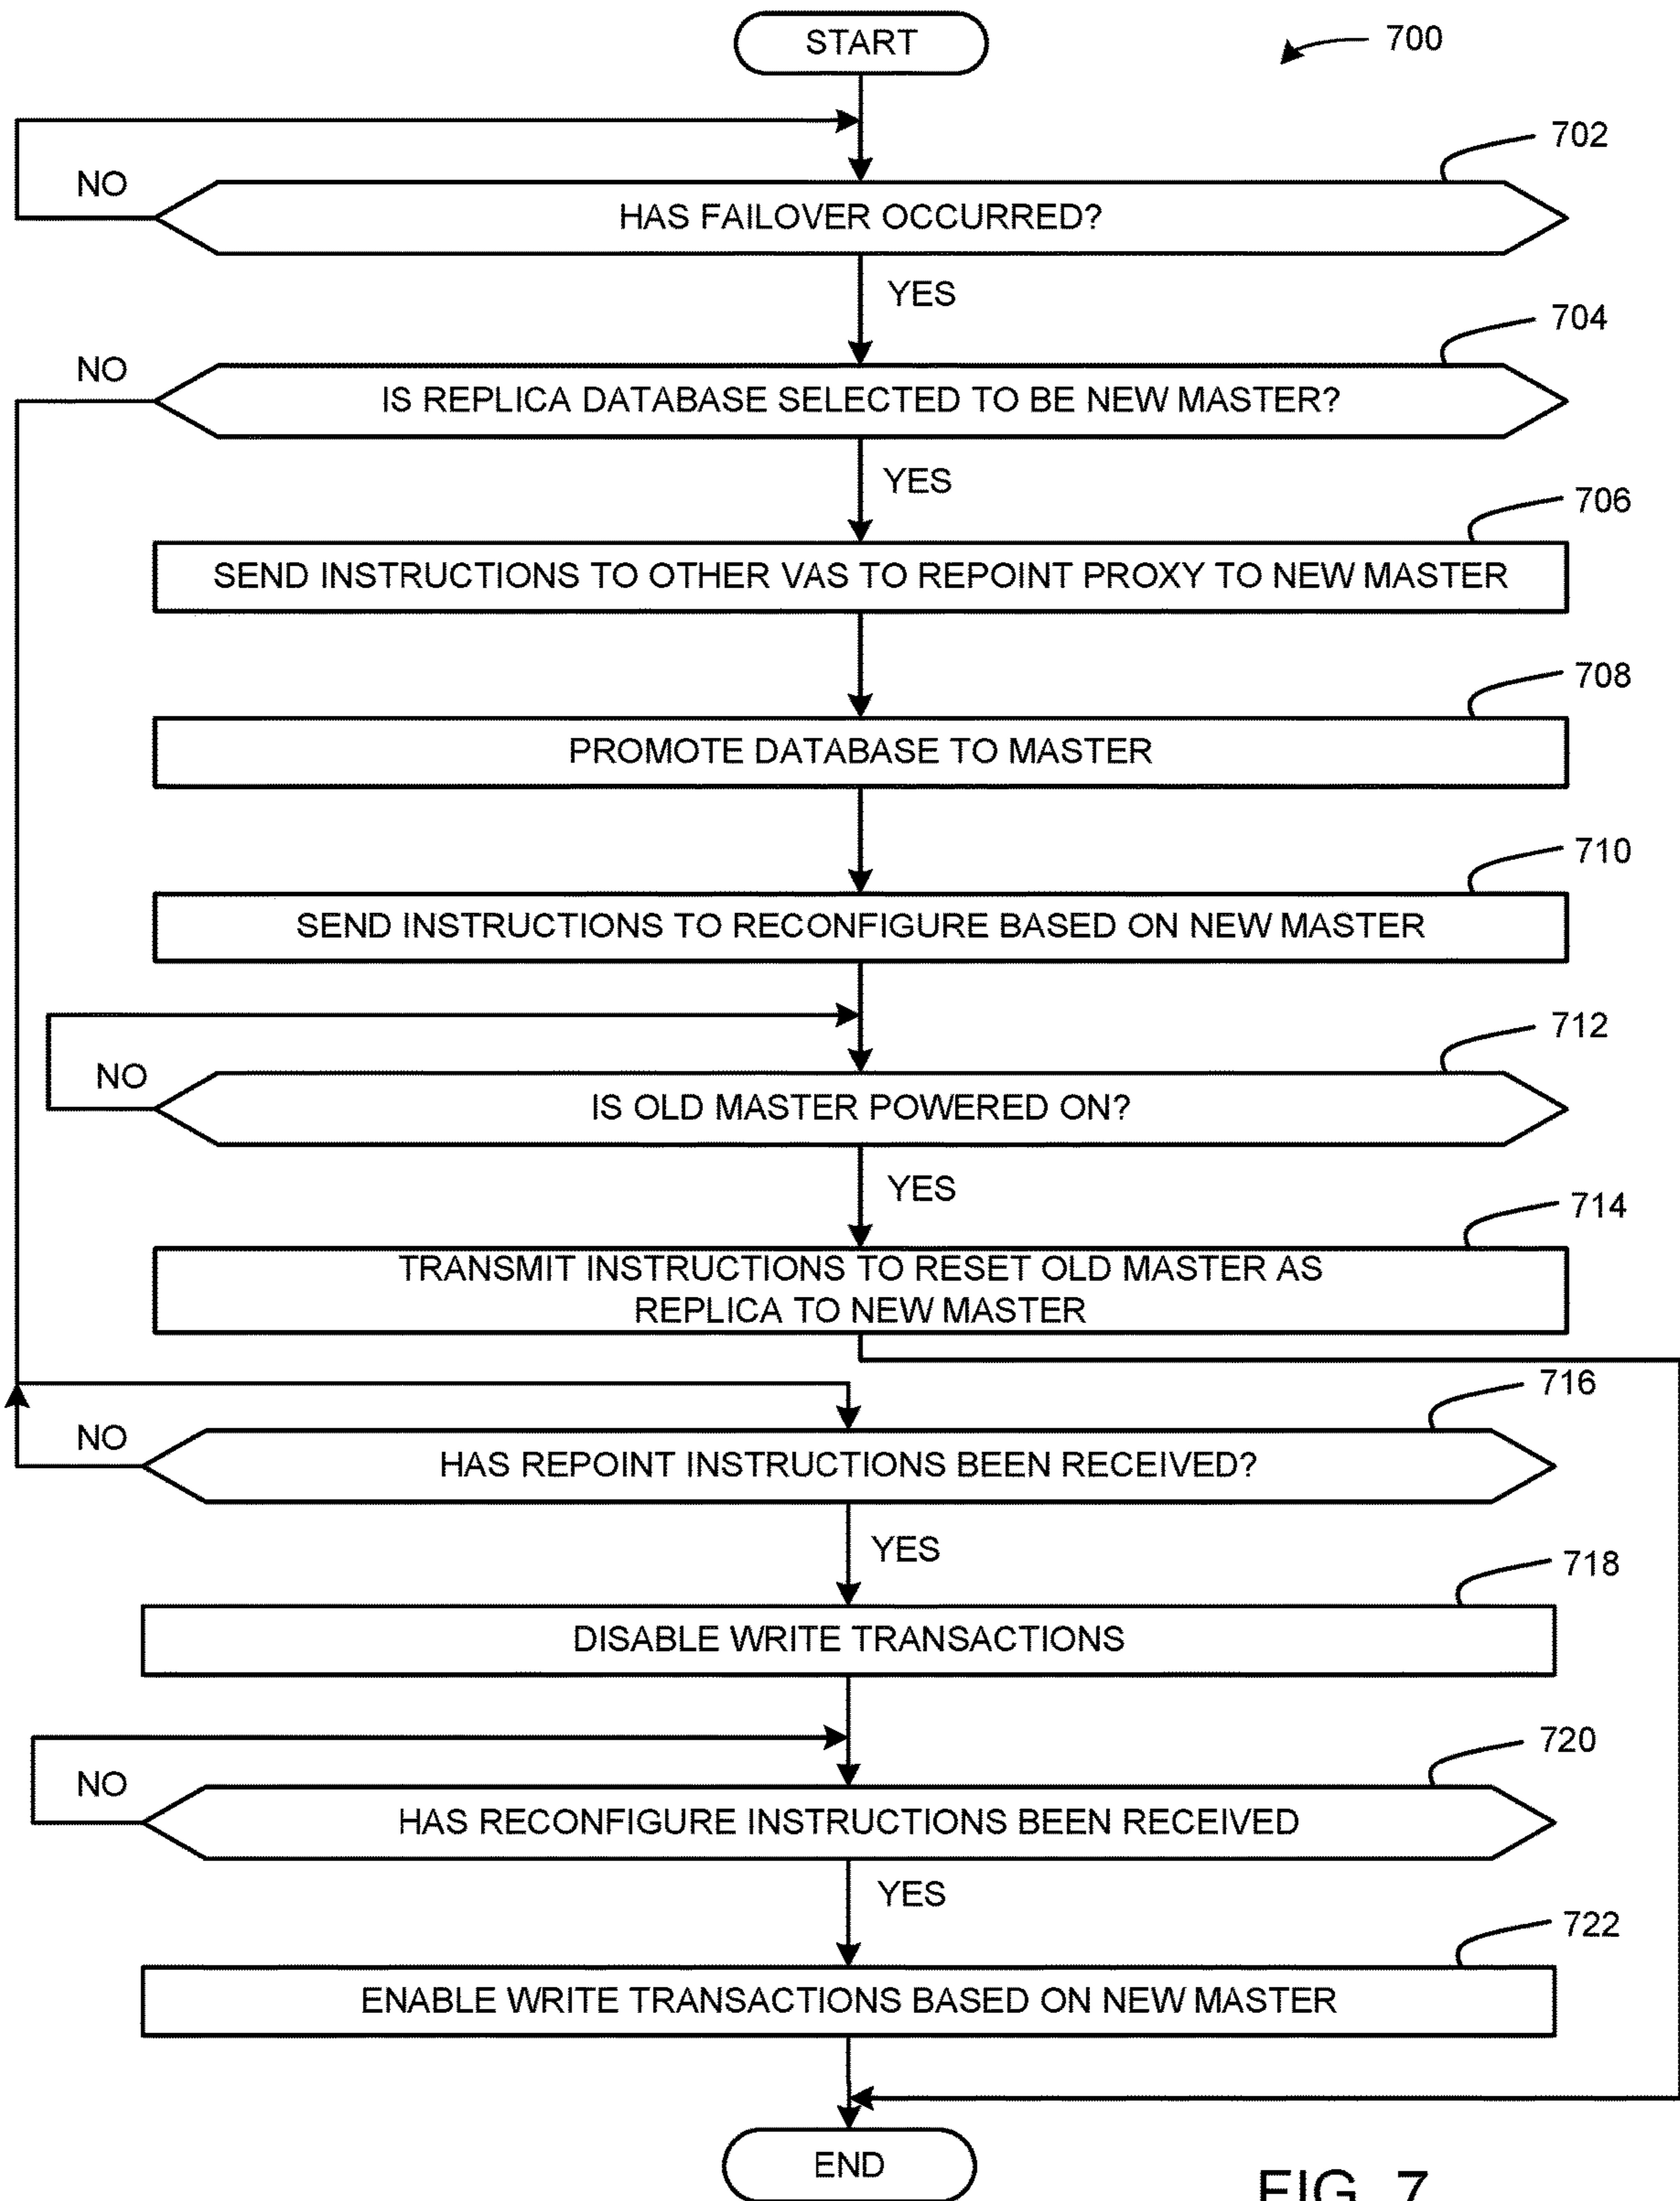 START
700
702
NO
HAS FAILOVER OCCURRED?
YES
704
NO
IS REPLICA DATABASE SELECTED TO BE NEW MASTER?
YES
706
SEND INSTRUCTIONS TO OTHER VAS TO REPOINT PROXY TO NEW MASTER
708
PROMOTE DATABASE TO MASTER
710
SEND INSTRUCTIONS TO RECONFIGURE BASED ON NEW MASTER
712
NO
IS OLD MASTER POWERED ON?
YES
714
TRANSMIT INSTRUCTIONS TO RESET OLD MASTER AS
REPLICA TO NEW MASTER
716
NO
HAS REPOINT INSTRUCTIONS BEEN RECEIVED?
YES
718
DISABLE WRITE TRANSACTIONS
720
NO
HAS RECONFIGURE INSTRUCTIONS BEEN RECEIVED
YES
722
ENABLE WRITE TRANSACTIONS BASED ON NEW MASTER
END
FIG. 7